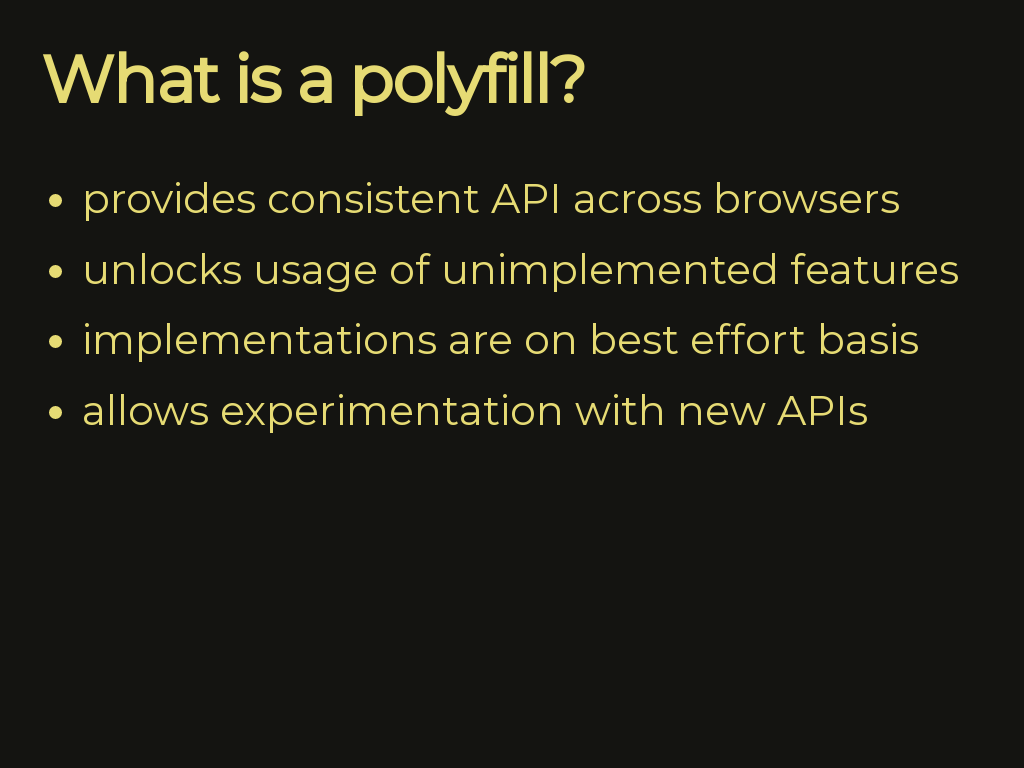 What is a polyfill?
• provides consistent API across browsers
• unlocks usage of unimplemented features
• implementations are on best effort basis
• allows experimentation with new APIs